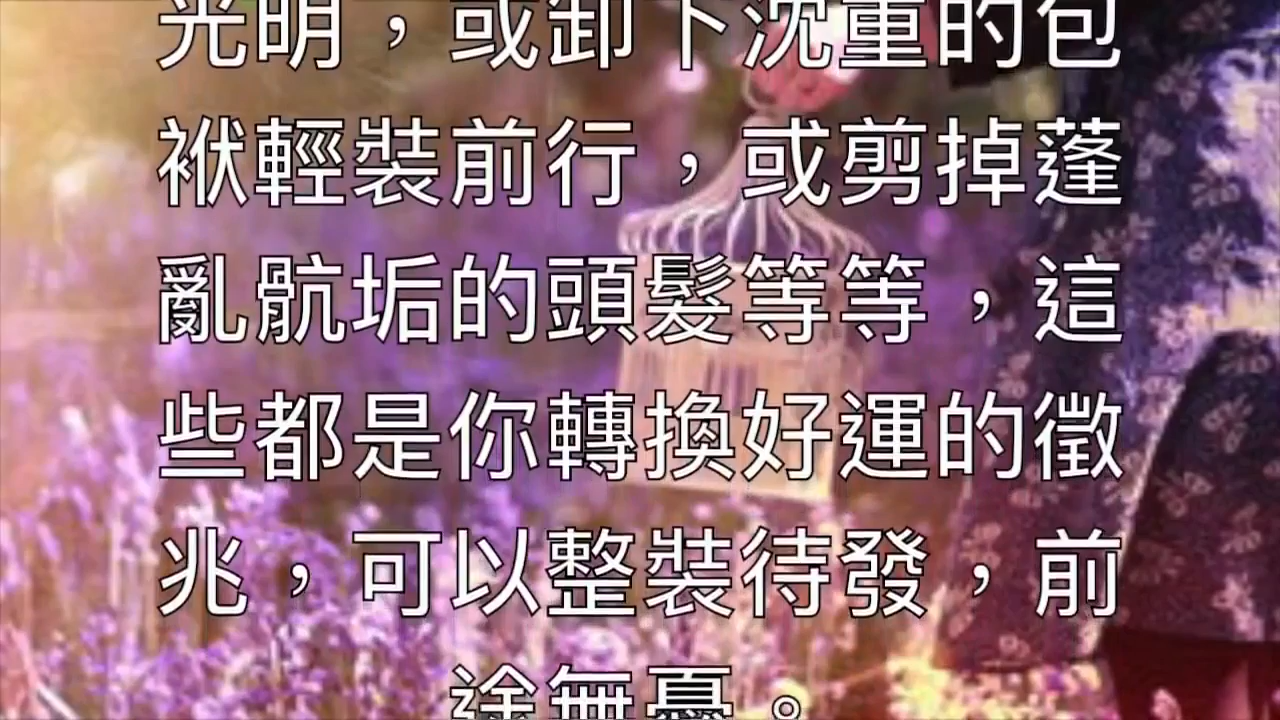 光明，或卸下沈重的包
袱輕裝前行，或剪掉蓬
亂骯垢的頭髮等等，這
些都是你轉換好運的徵
兆，可以整裝待發，前
途無憂。